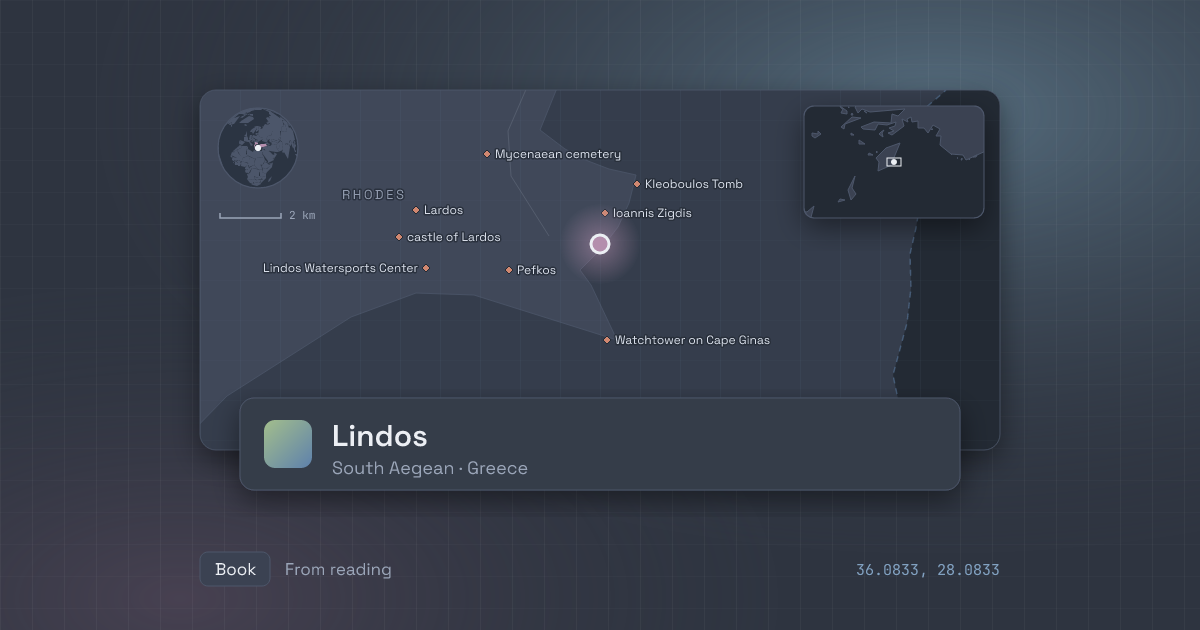 Mycenaean cemetery
Kleoboulos Tomb
RHODES
Lardos
Ioannis Zigdis
2 km
castle of Lardos
Lindos Watersports Center
Pefkos
Watchtower on Cape Ginas
Lindos
South Aegean · Greece
Book
From reading
36.0833, 28.0833